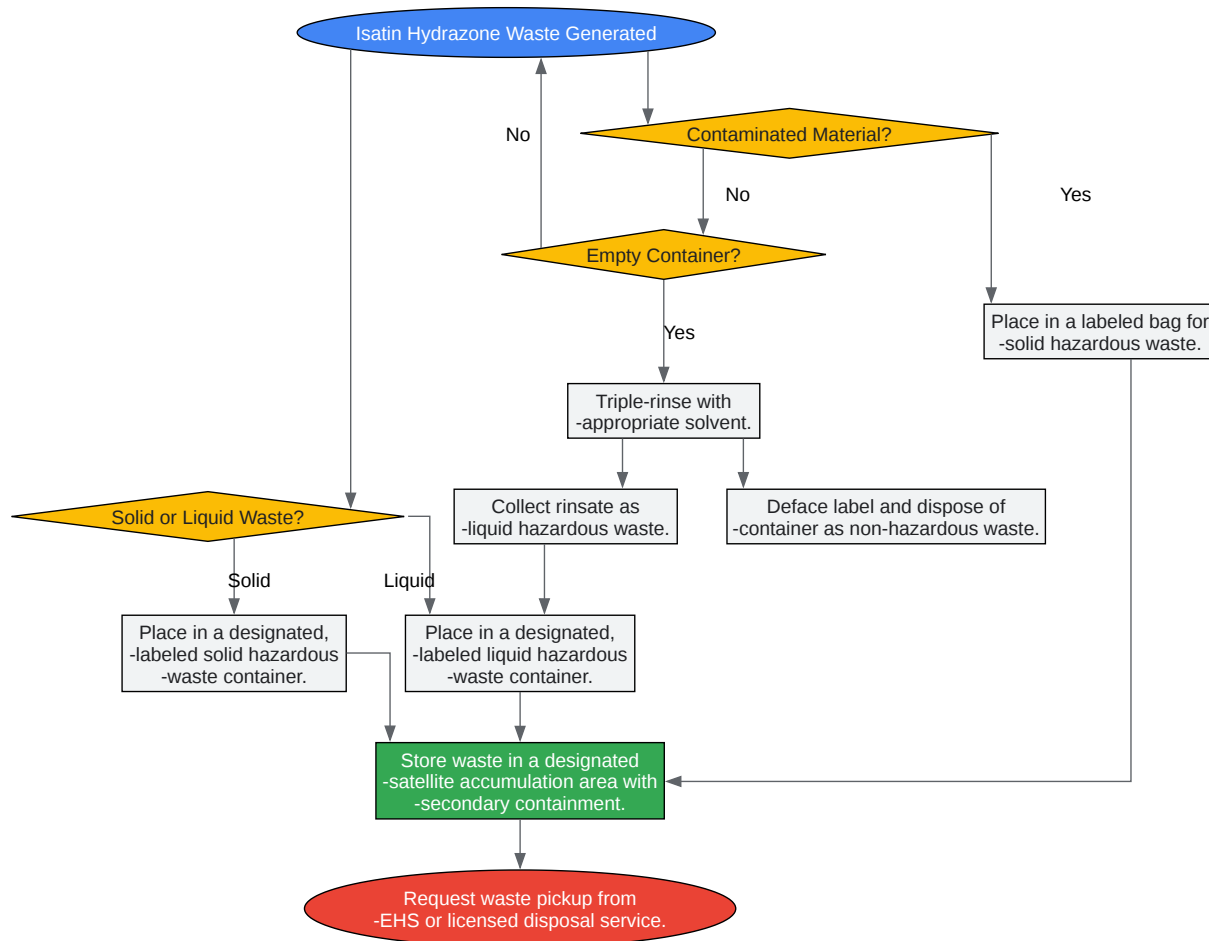 Isatin Hydrazone Waste Generated
No
Contaminated Material?
No
Yes
Empty Container?
Place in a labeled bag for
-solid hazardous waste.
Yes
Triple-rinse with
-appropriate solvent.
Solid or Liquid Waste?
Collect rinsate as
-liquid hazardous waste.
Deface label and dispose of
-container as non-hazardous waste.
Solid
Liquid
Place in a designated,
-labeled solid hazardous
-waste container.
Place in a designated,
-labeled liquid hazardous
-waste container.
Store waste in a designated
-satellite accumulation area with
-secondary containment.
Request waste pickup from
-EHS or licensed disposal service.